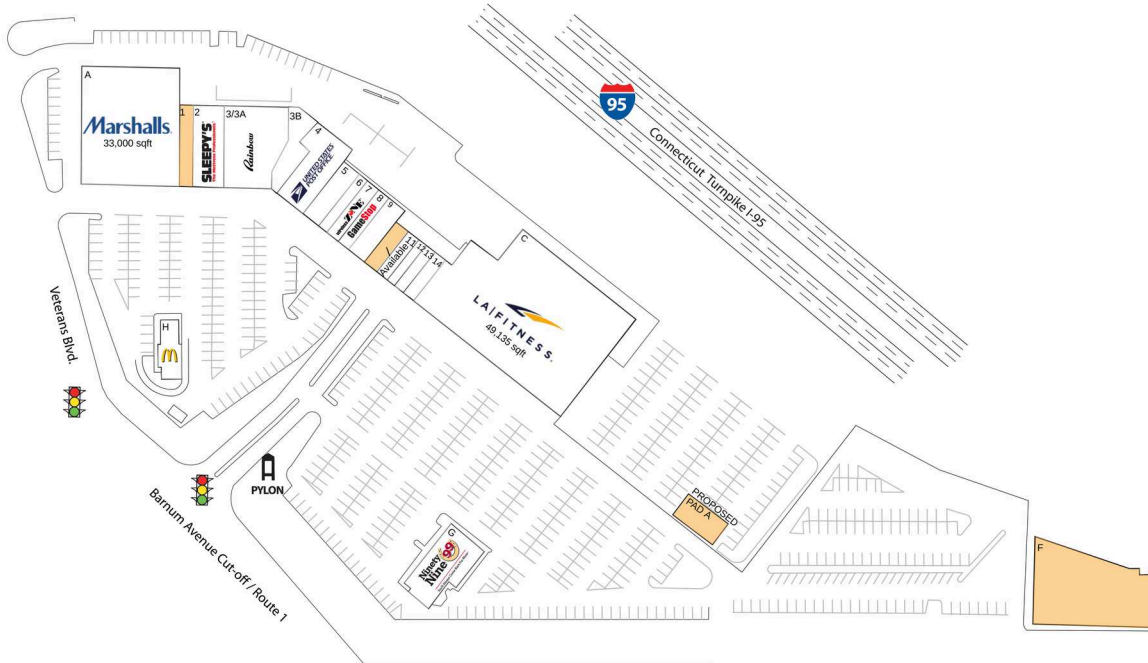 A
Marshalls
33,000 sqft
1
2
SLEEPY'S
3/3A
Rainbow
3B
4
UNITED STATES
POST OFFICE
5
6
7
ZONE
8
GameStop
9
Available
11
12
13
14
C
LA|FITNESS.
49,135 sqft
95
Connecticut Turnpike I-95
Veterans Blvd.
H
PYLON
Barnum Avenue Cut-off / Route 1
G
Ninety
Nine
99
PROPOSED
PAD A
F